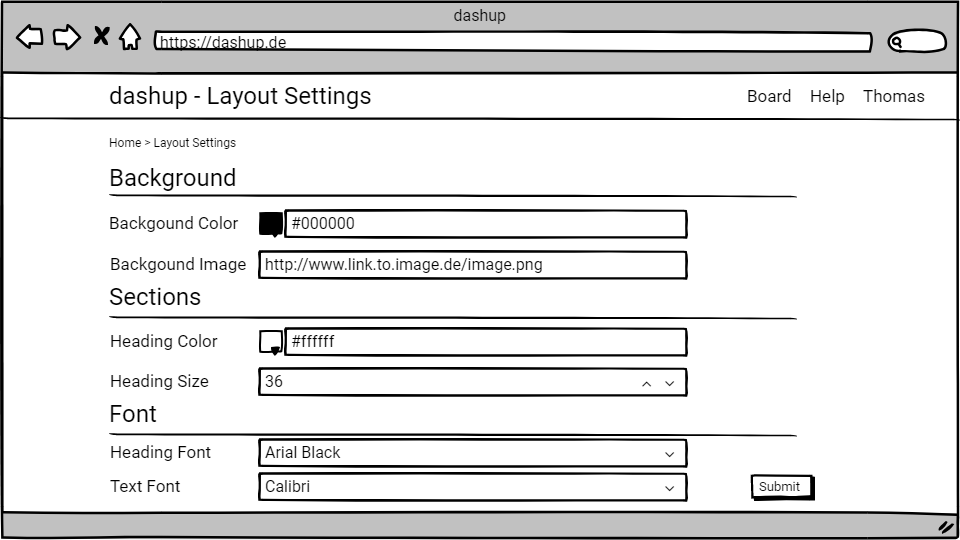 dashup
https://dashup.de
dashup - Layout Settings
Board Help Thomas
Home > Layout Settings
Background
Backgound Color #000000
Backgound Image http://www.link.to.image.de/image.png
Sections
Heading Color #ffffff
Heading Size 36
Font
Heading Font Arial Black
Text Font Calibri
Submit